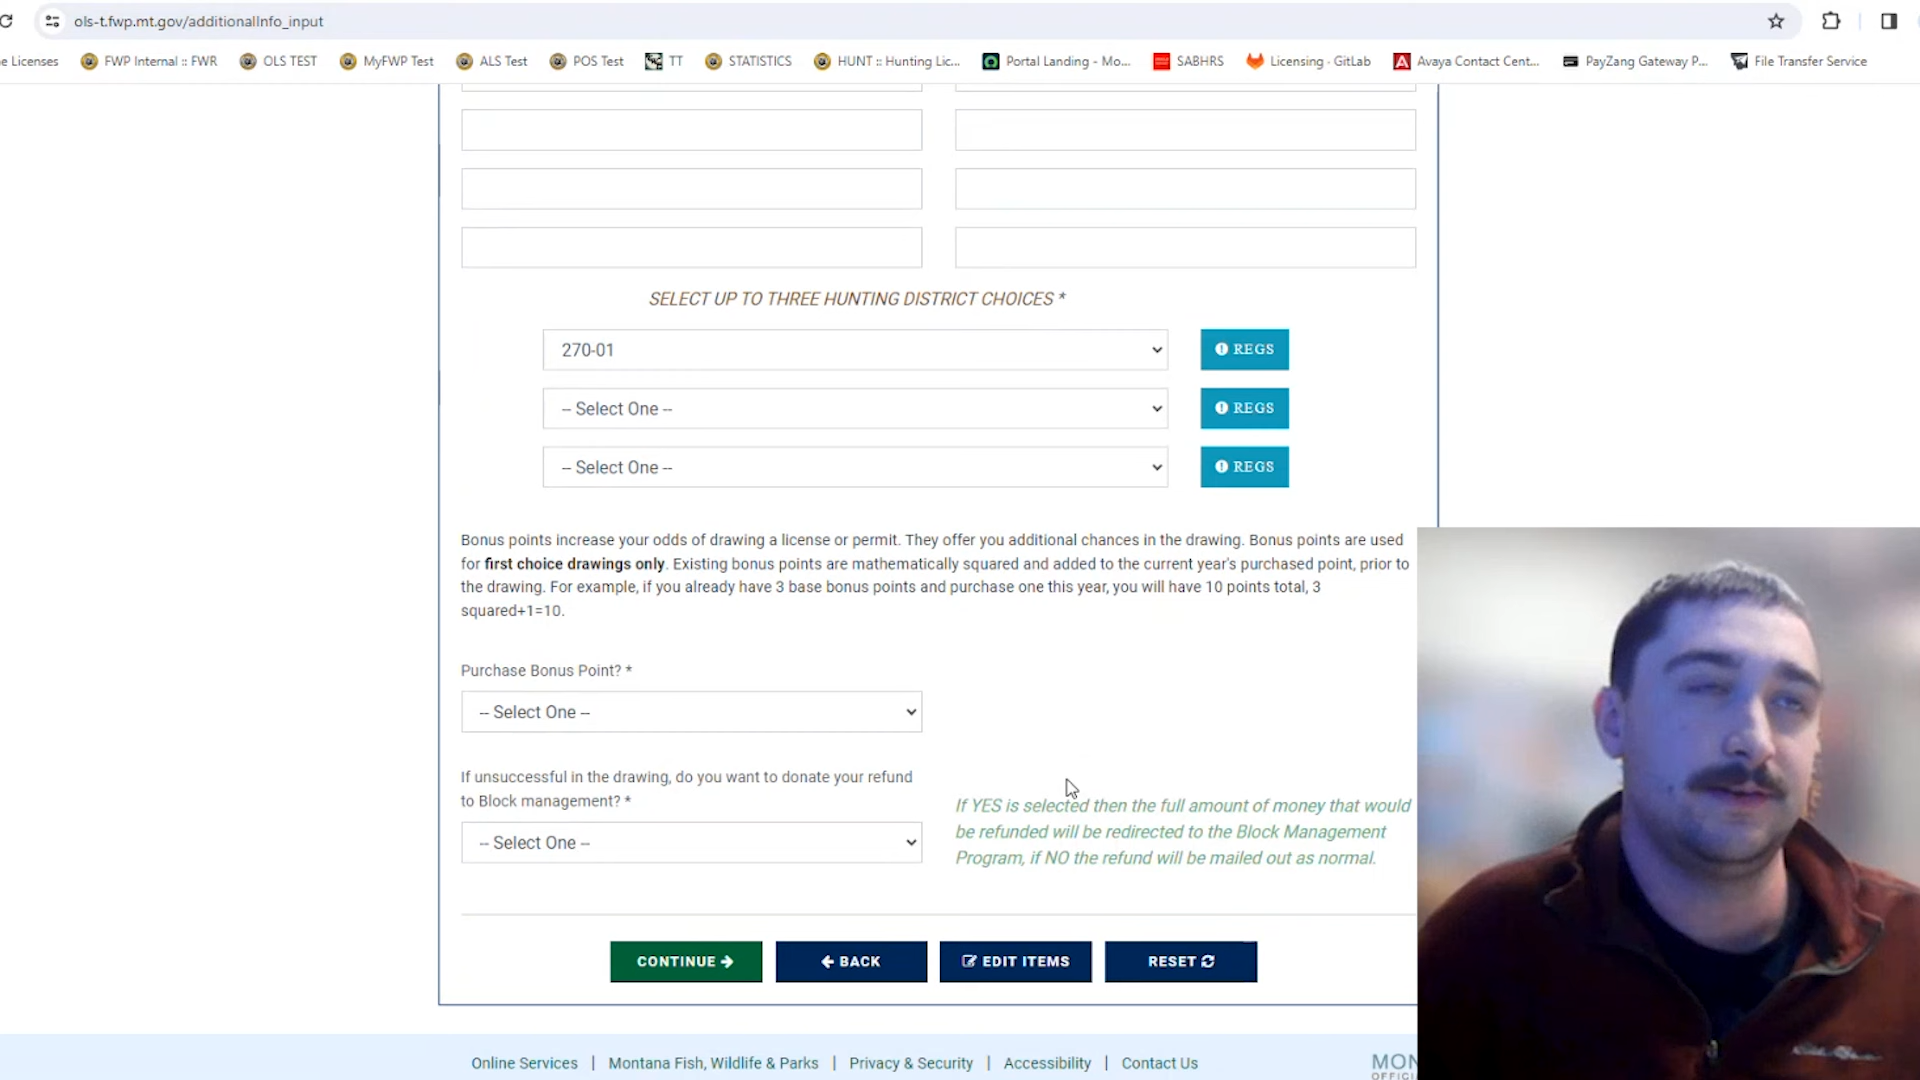 ols-t.fwp.mt.gov/additionalInfo_input
e Licenses FWP Internal :: FWR OLS TEST MyFWP Test ALS Test POS Test TT STATISTICS HUNT :: Hunting Lic... Portal Landing - Mo... SABHRS Licensing · GitLab Avaya Contact Cent... PayZang Gateway P... File Transfer Service
SELECT UP TO THREE HUNTING DISTRICT CHOICES *
270-01 REGS
-- Select One -- REGS
-- Select One -- REGS
Bonus points increase your odds of drawing a license or permit. They offer you additional chances in the drawing. Bonus points are used
for first choice drawings only. Existing bonus points are mathematically squared and added to the current year's purchased point, prior to
the drawing. For example, if you already have 3 base bonus points and purchase one this year, you will have 10 points total, 3
squared+1=10.
Purchase Bonus Point? *
-- Select One --
If unsuccessful in the drawing, do you want to donate your refund
to Block management? *
-- Select One --
If YES is selected then the full amount of money that would
be refunded will be redirected to the Block Management
Program, if NO the refund will be mailed out as normal.
CONTINUE BACK EDIT ITEMS RESET
Online Services | Montana Fish, Wildlife & Parks | Privacy & Security | Accessibility | Contact Us
MON
OFFICI